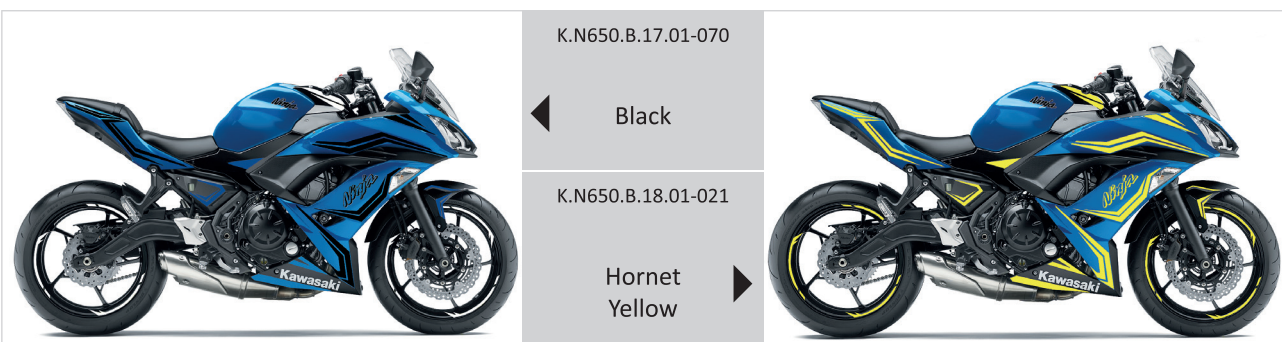 K.N650.B.17.01-070
Black
K.N650.B.18.01-021
Hornet
Yellow
Ninja
Ninja
Kawasaki
Ninja
Ninja
Kawasaki